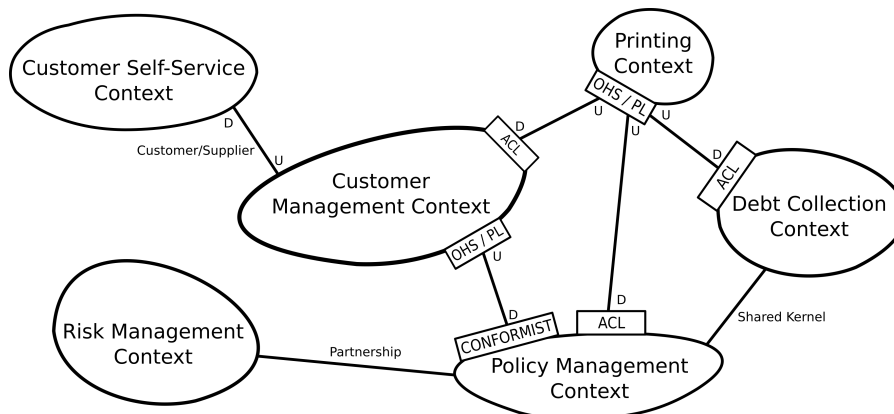 Customer Self-Service
Context
D
Customer/Supplier
U
Printing
Context
OHS / PL
U
U
U
D
ACL
D
ACL
Customer
Management Context
OHS / PL
U
Debt Collection
Context
D
CONFORMIST
D
ACL
Shared Kernel
Risk Management
Context
Partnership
Policy Management
Context